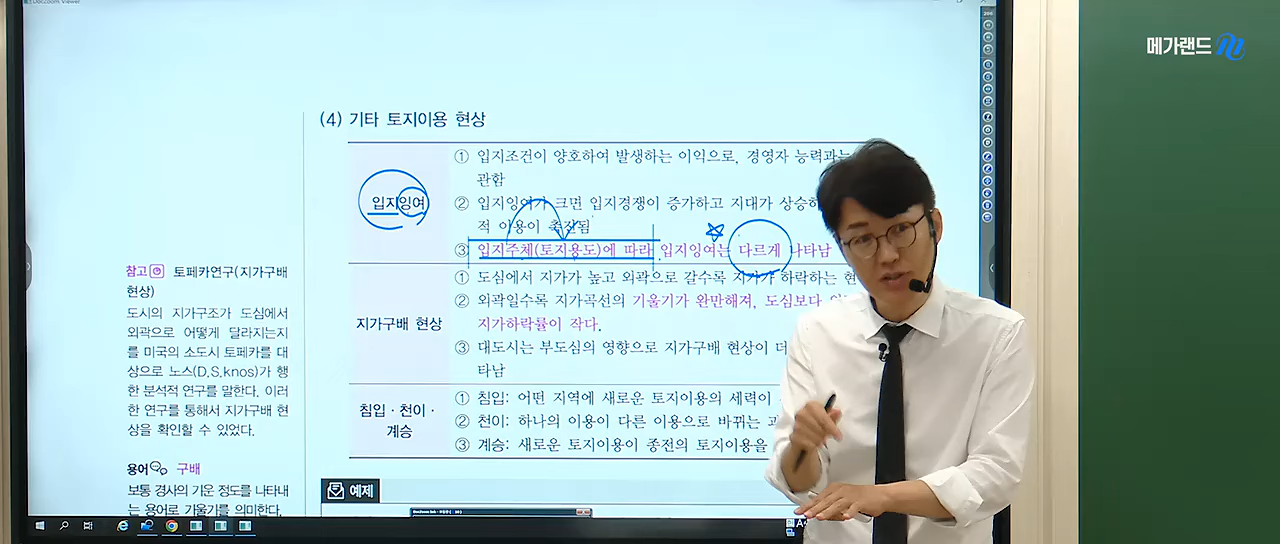 DocZoom Viewer
메가랜드
(4) 기타 토지이용 현상
입지잉여
① 입지조건이 양호하여 발생하는 이익으로, 경영자 능력과는
관함
② 입지잉여가 크면 입지경쟁이 증가하고 지대가 상승하
적 이용이 촉진됨
③ 입지주체(토지용도)에 따라 입지잉여는 다르게 나타남
지가구배 현상
① 도심에서 지가가 높고 외곽으로 갈수록 지가가 하락하는 현
② 외곽일수록 지가곡선의 기울기가 완만해져, 도심보다
지가하락률이 작다.
③ 대도시는 부도심의 영향으로 지가구배 현상이 더
타남
침입 · 천이 ·
계승
① 침입: 어떤 지역에 새로운 토지이용의 세력이
② 천이: 하나의 이용이 다른 이용으로 바뀌는 과
③ 계승: 새로운 토지이용이 종전의 토지이용을
예제
참고 토페카연구(지가구배
현상)
도시의 지가구조가 도심에서
외곽으로 어떻게 달라지는지
를 미국의 소도시 토페카를 대
상으로 노스(D.S.knos)가 행
한 분석적 연구를 말한다. 이러
한 연구를 통해서 지가구배 현
상을 확인할 수 있었다.
용어 구배
보통 경사의 기운 정도를 나타내
는 용어로 기울기를 의미한다.